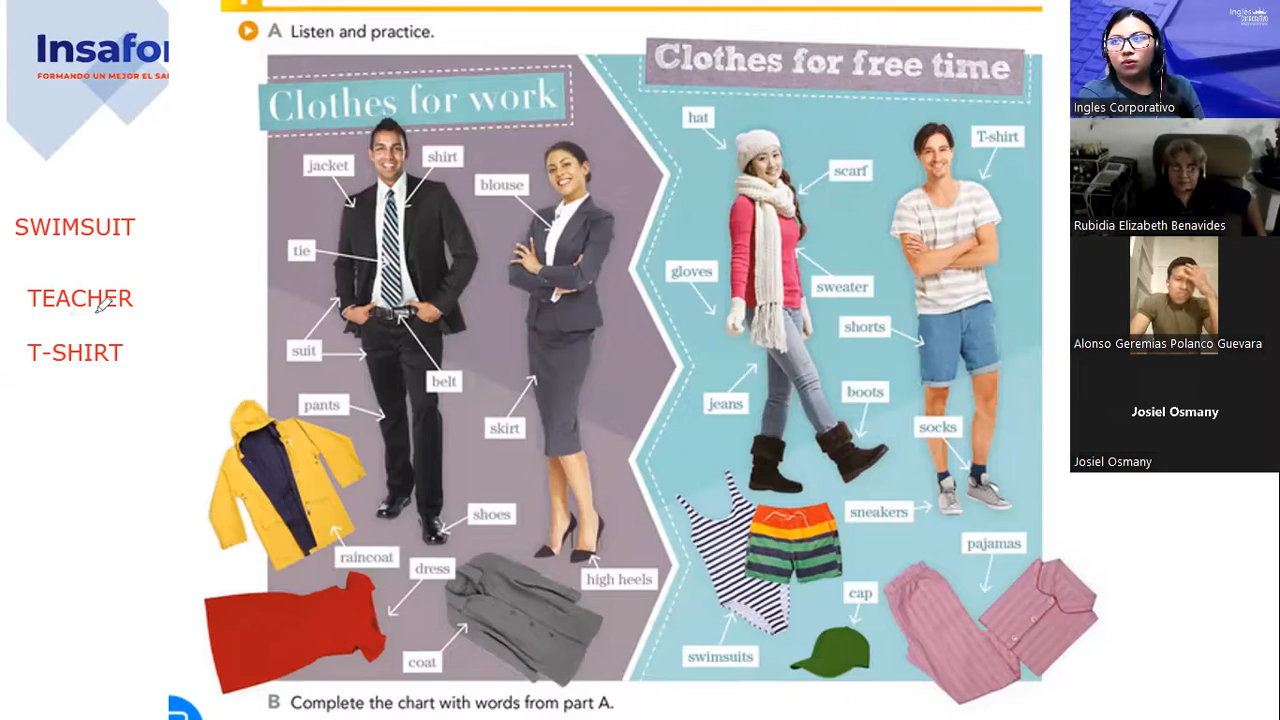 Insafor
FORMANDO UN MEJOR EL SA
SWIMSUIT
TEACHER
T-SHIRT
A Listen and practice.
Clothes for work
jacket
shirt
blouse
tie
suit
belt
pants
skirt
shoes
raincoat
dress
high heels
coat
Clothes for free time
hat
T-shirt
scarf
gloves
sweater
shorts
jeans
boots
socks
sneakers
pajamas
cap
swimsuits
B Complete the chart with words from part A.
Ingles
Ingles Corporativo
Rubidia Elizabeth Benavides
Alonso Geremias Polanco Guevara
Josiel Osmany
Josiel Osmany